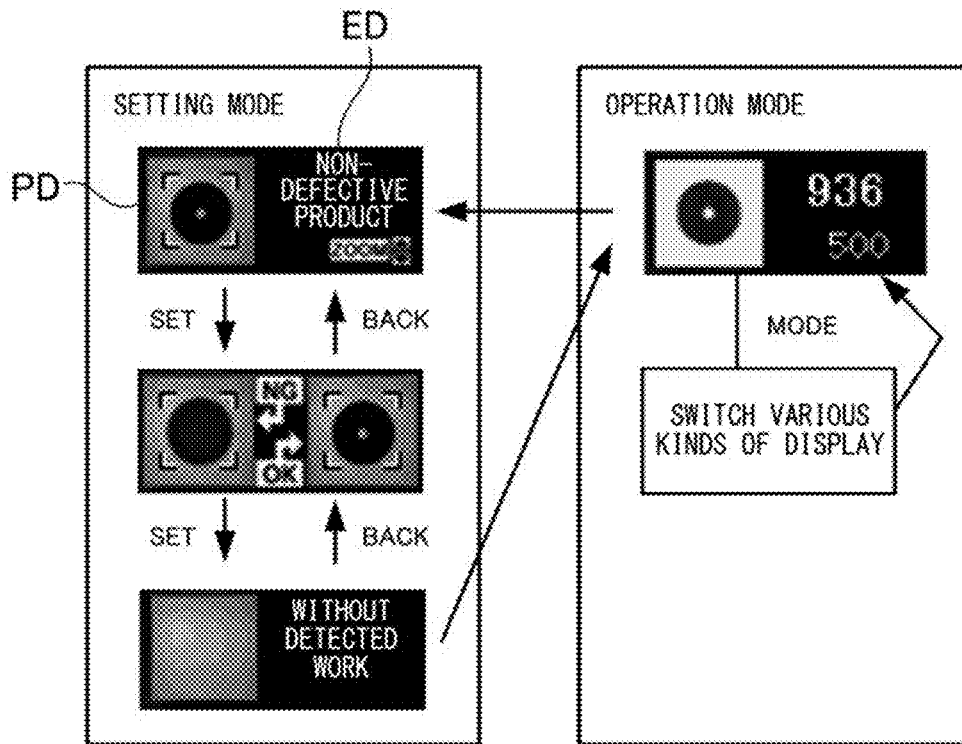 ED
PD
SETTING MODE
NON-
DEFECTIVE
PRODUCT
SET
BACK
NG
OK
SET
BACK
WITHOUT
DETECTED
WORK
OPERATION MODE
936
500
MODE
SWITCH VARIOUS
KINDS OF DISPLAY